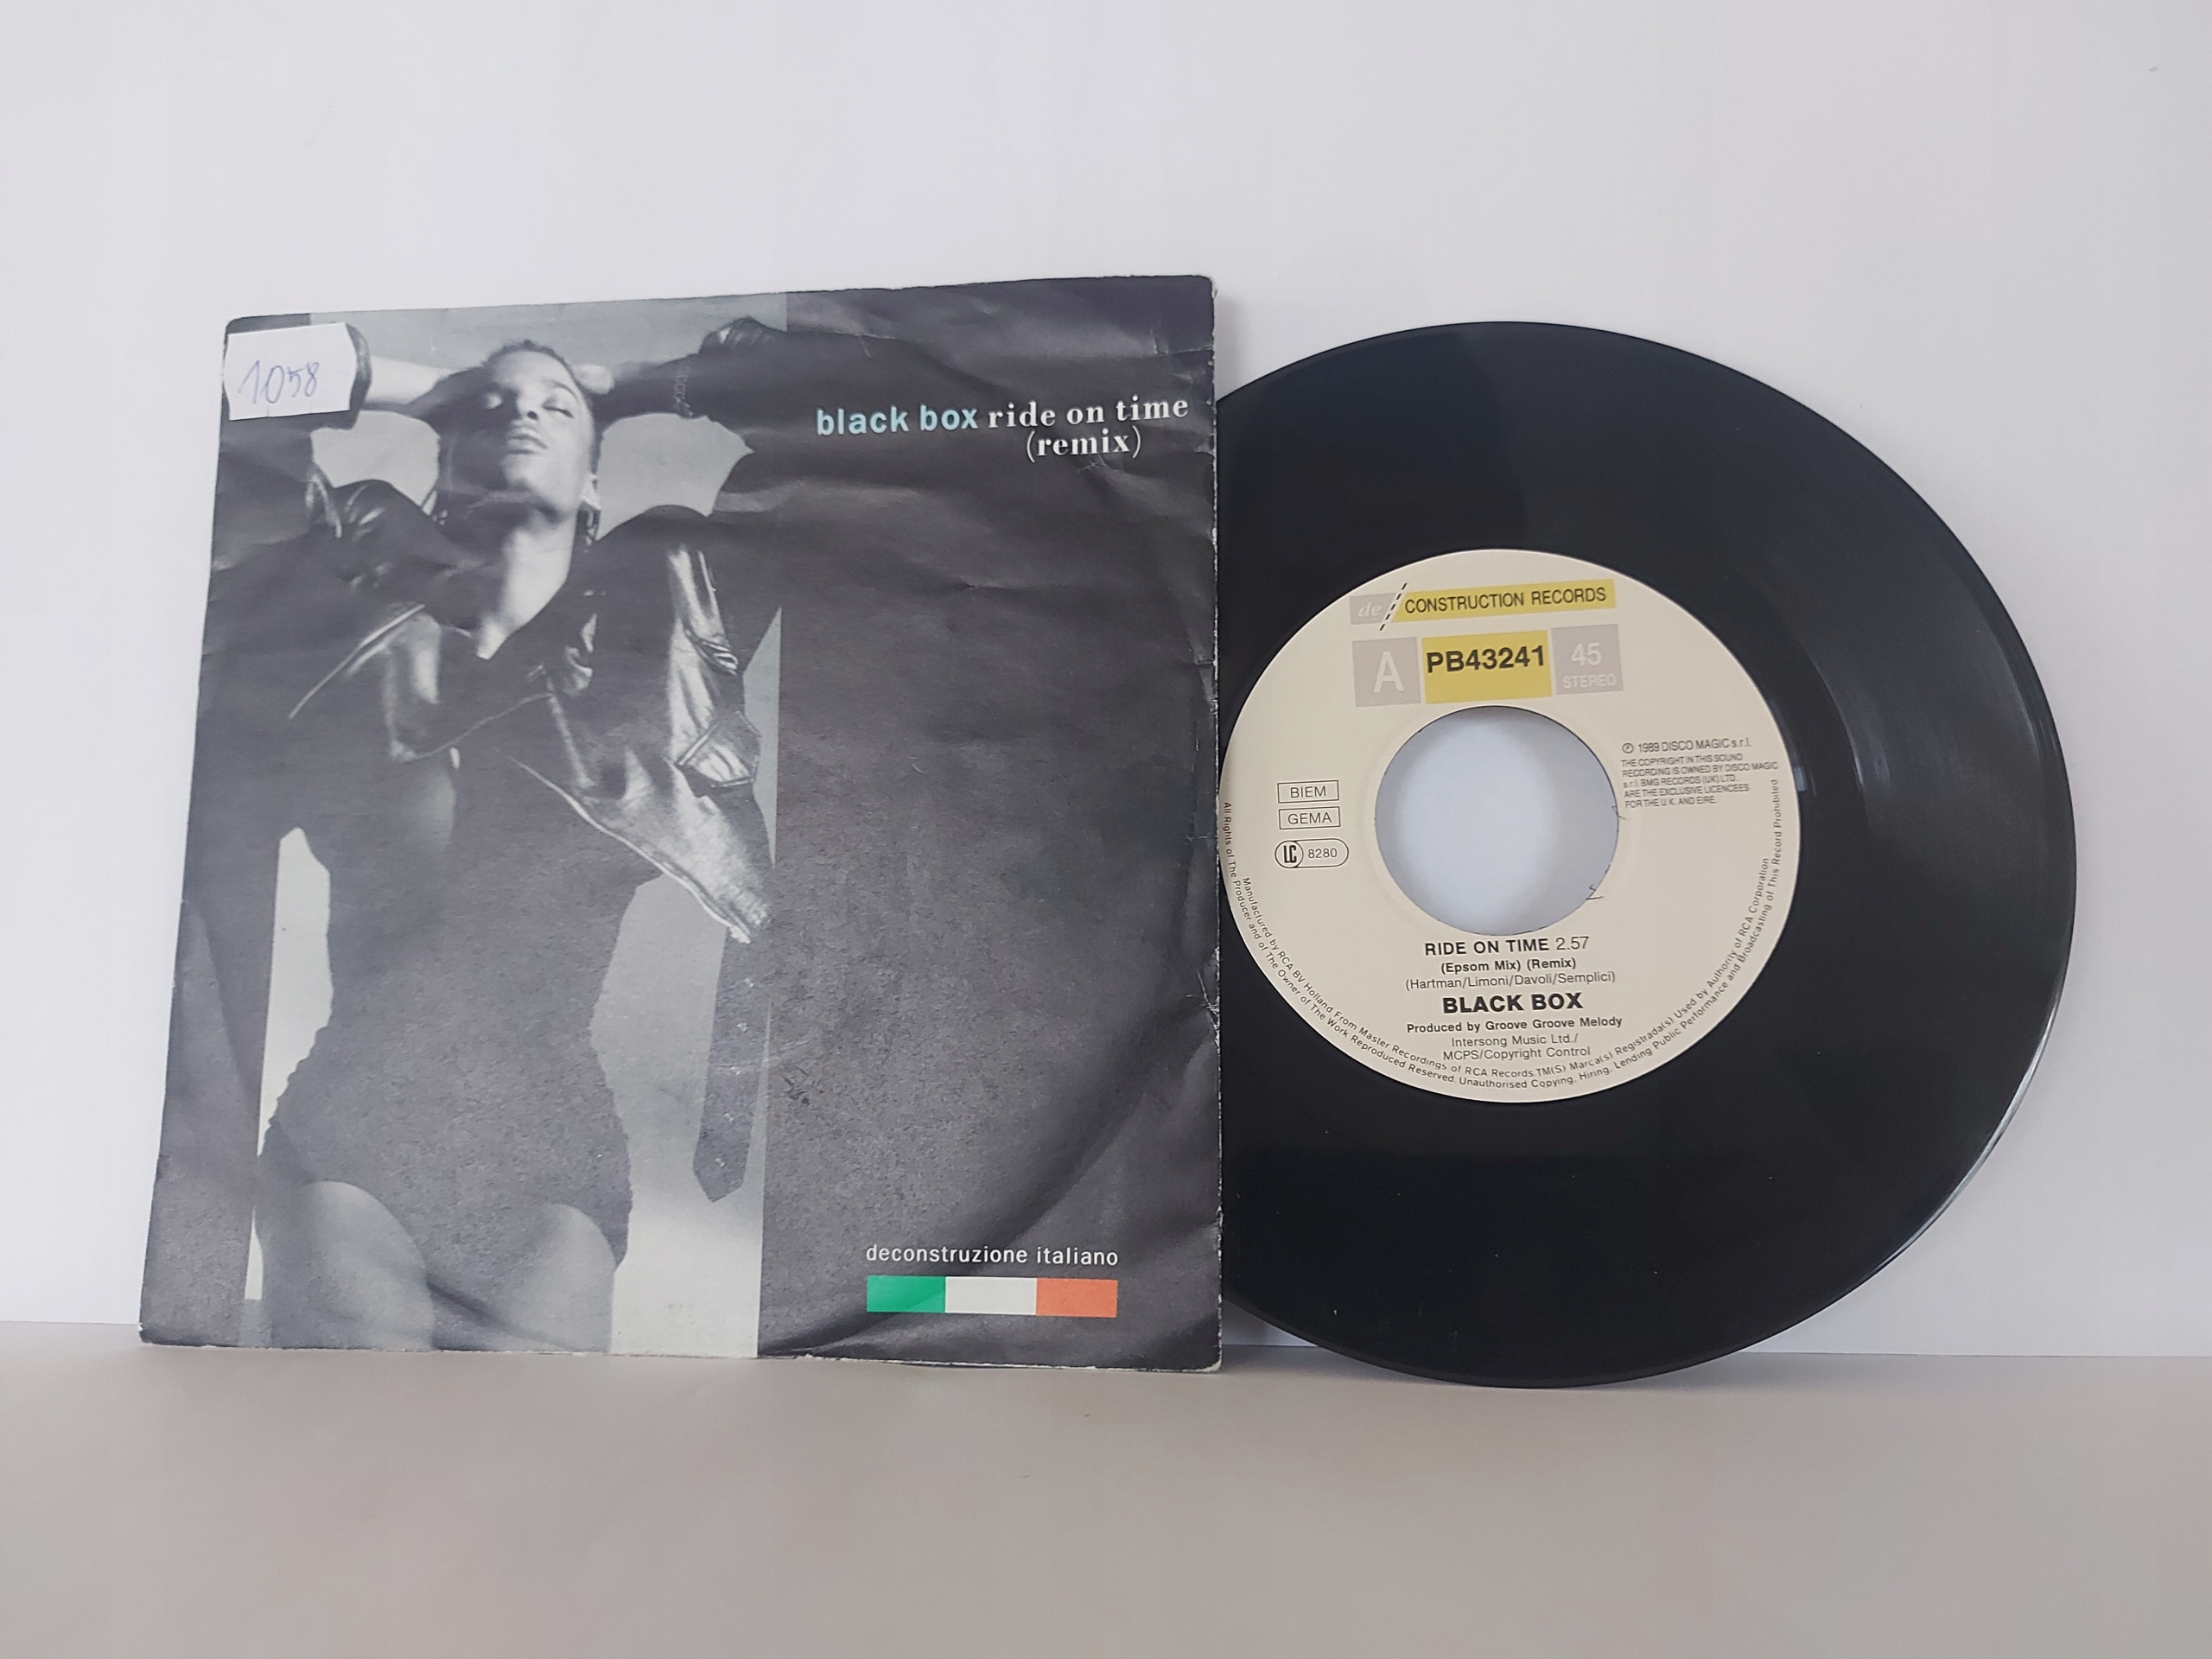 1058
black box ride on time
(remix)
deconstruzione italiano
de CONSTRUCTION RECORDS
A PB43241 45
STEREO
℗ 1989 DISCO MAGIC s.r.l.
THE COPYRIGHT IN THIS SOUND
RECORDING IS OWNED BY DISCO MAGIC
s.r.l. BMG RECORDS (UK) LTD.
ARE THE EXCLUSIVE LICENCEES
FOR THE U.K. AND EIRE.
BIEM
GEMA
LC 8280
RIDE ON TIME 2.57
(Epsom Mix) (Remix)
(Hartman/Limoni/Davoli/Semplici)
BLACK BOX
Produced by Groove Groove Melody
Intersong Music Ltd./
MCPS/Copyright Control
Manufactured by RCA BV Holland From Master Recordings of RCA Records.TM(S) Marca(s) Registrada(s) Used by Authority of RCA Corporation
All Rights of The Producer and of The Owner of The Work Reproduced Reserved. Unauthorised Copying, Hiring, Lending Public Performance and Broadcasting of This Record Prohibited